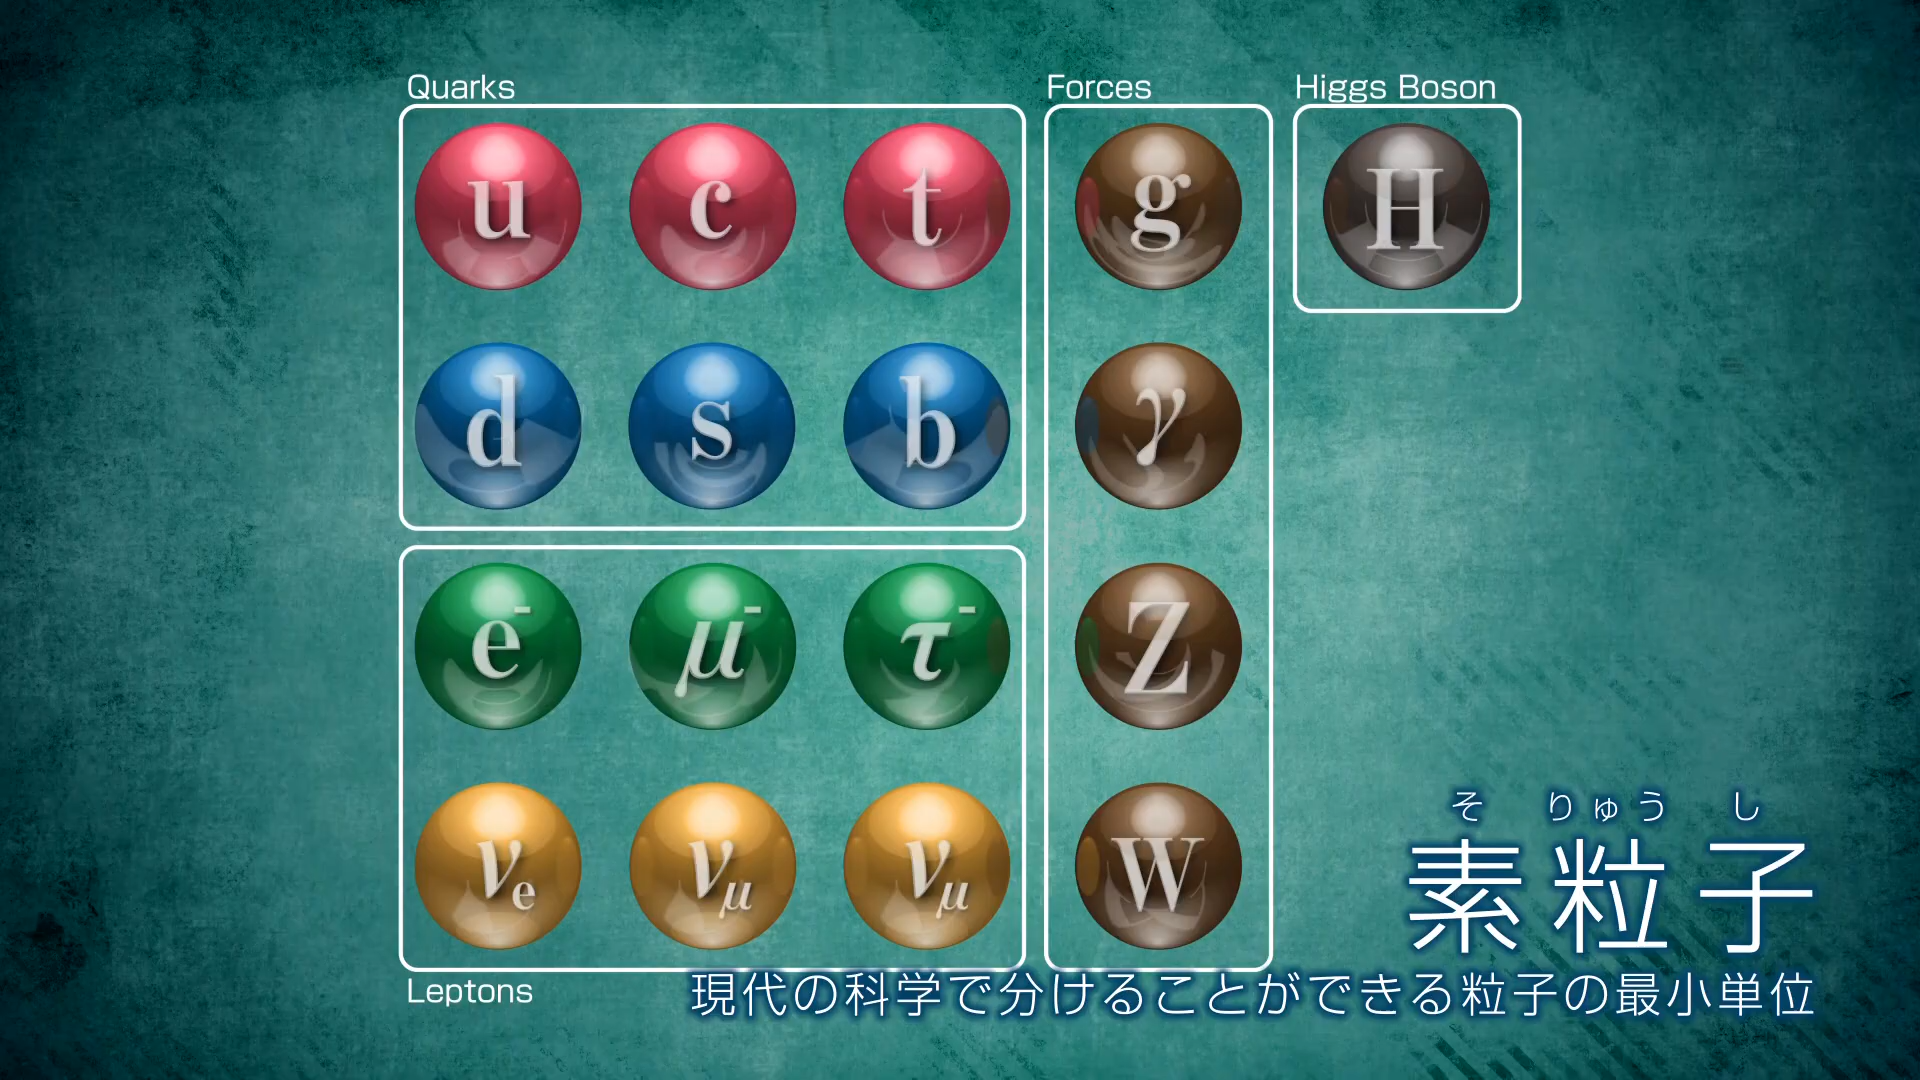 Quarks
Forces
Higgs Boson
u c t g H
d s b γ
e⁻ μ⁻ τ⁻ Z
νe νμ νμ W
Leptons
そ りゅう し
素粒子
現代の科学で分けることができる粒子の最小単位